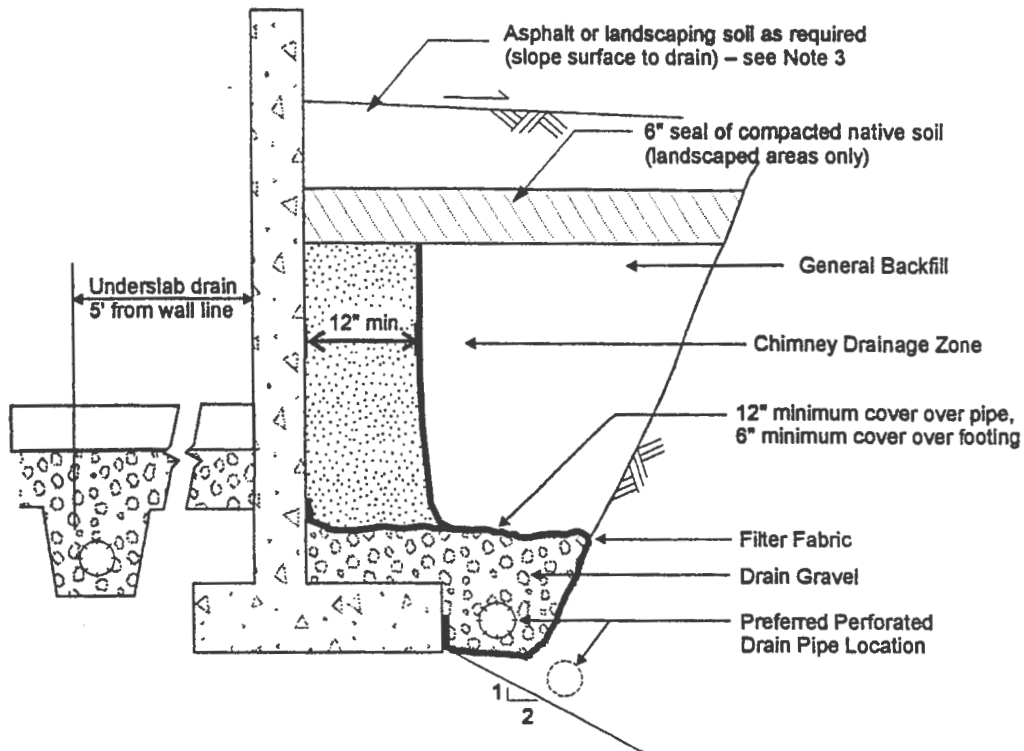 Asphalt or landscaping soil as required
(slope surface to drain) – see Note 3
6" seal of compacted native soil
(landscaped areas only)
General Backfill
Underslab drain
5' from wall line
12" min.
Chimney Drainage Zone
12" minimum cover over pipe,
6" minimum cover over footing
Filter Fabric
Drain Gravel
Preferred Perforated
Drain Pipe Location
1
2